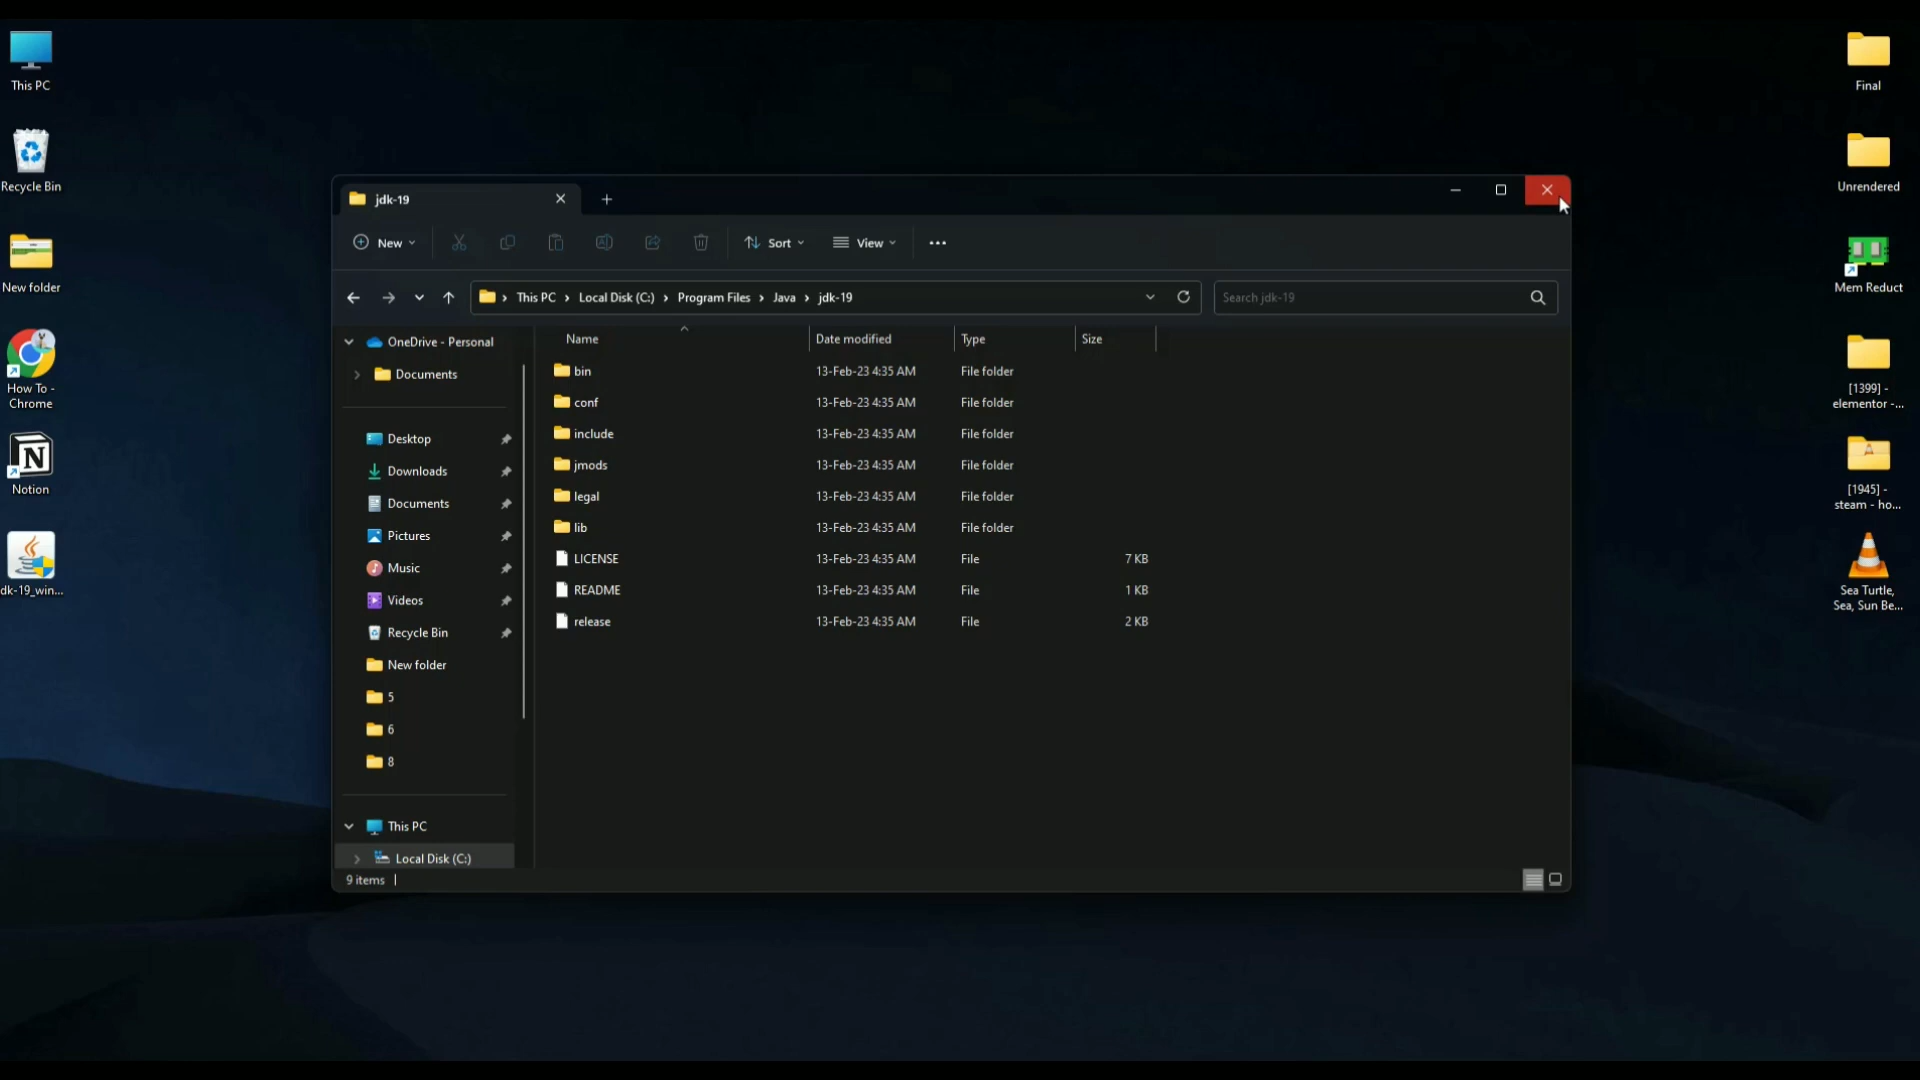 This PC
Recycle Bin
New folder
How To -
Chrome
Notion
dk-19_win...
jdk-19
New
Sort
View
This PC › Local Disk (C:) › Program Files › Java › jdk-19
Search jdk-19
OneDrive - Personal
Documents
Desktop
Downloads
Documents
Pictures
Music
Videos
Recycle Bin
New folder
5
6
8
This PC
Local Disk (C:)
Name Date modified Type Size
bin 13-Feb-23 4:35 AM File folder
conf 13-Feb-23 4:35 AM File folder
include 13-Feb-23 4:35 AM File folder
jmods 13-Feb-23 4:35 AM File folder
legal 13-Feb-23 4:35 AM File folder
lib 13-Feb-23 4:35 AM File folder
LICENSE 13-Feb-23 4:35 AM File 7 KB
README 13-Feb-23 4:35 AM File 1 KB
release 13-Feb-23 4:35 AM File 2 KB
9 items
Final
Unrendered
Mem Reduct
[1399] -
elementor -...
[1945] -
steam - ho...
Sea Turtle,
Sea, Sun Be...